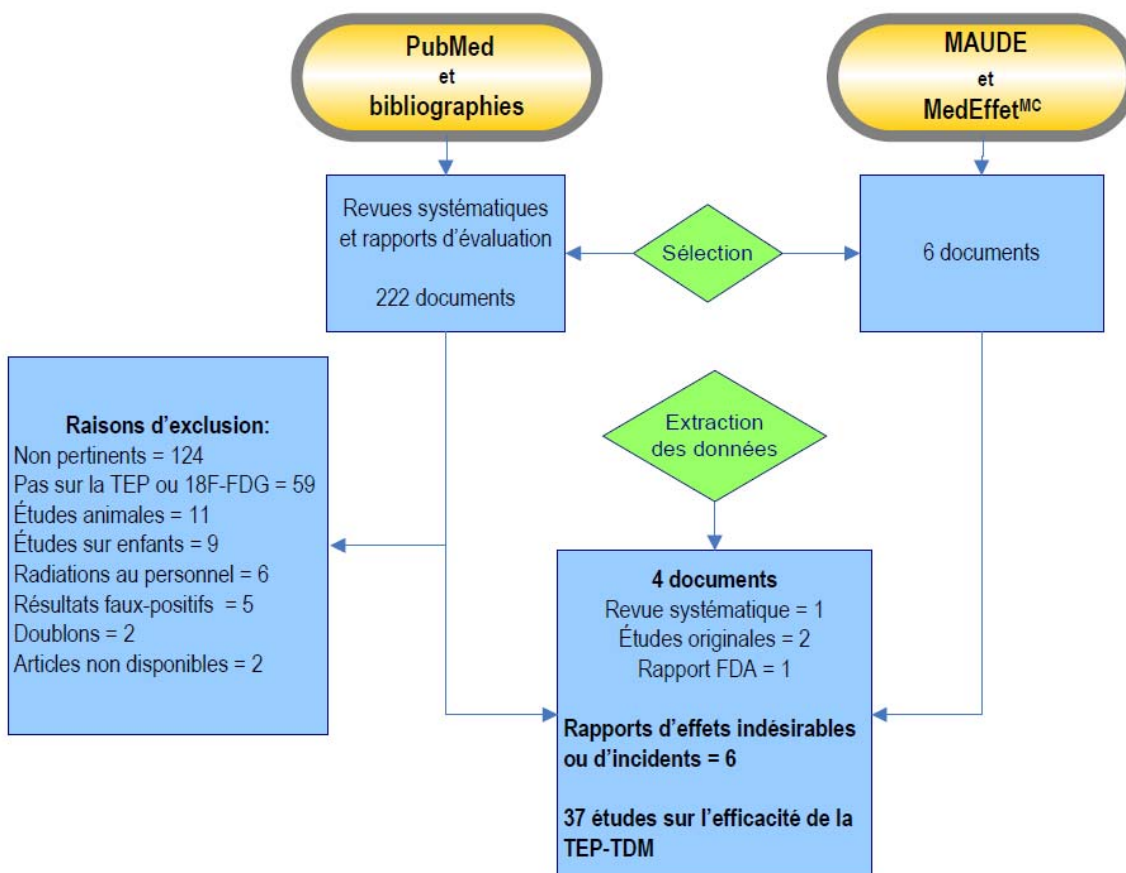 PubMed
et
bibliographies
MAUDE
et
MedEffetMC
Revues systématiques
et rapports d’évaluation
222 documents
Sélection
6 documents
Raisons d’exclusion:
Non pertinents = 124
Pas sur la TEP ou 18F-FDG = 59
Études animales = 11
Études sur enfants = 9
Radiations au personnel = 6
Résultats faux-positifs = 5
Doublons = 2
Articles non disponibles = 2
Extraction
des données
4 documents
Revue systématique = 1
Études originales = 2
Rapport FDA = 1
Rapports d’effets indésirables
ou d’incidents = 6
37 études sur l’efficacité de la
TEP-TDM